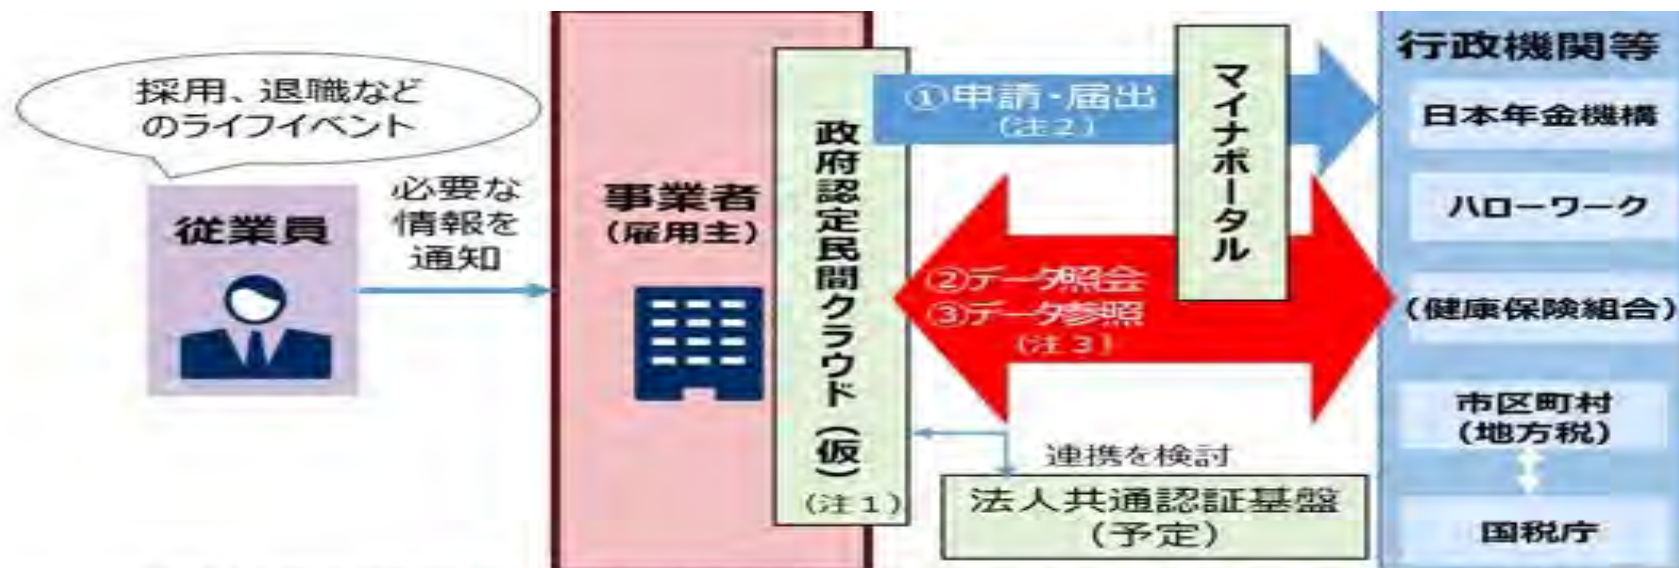 採用、退職など
のライフイベント
従業員
必要な
情報を
通知
事業者
(雇用主)
政府認定民間クラウド(仮)
(注1)
①申請・届出
(注2)
マイナポータル
②データ照会
③データ参照
(注3)
連携を検討
法人共通認証基盤
(予定)
行政機関等
日本年金機構
ハローワーク
(健康保険組合)
市区町村
(地方税)
国税庁